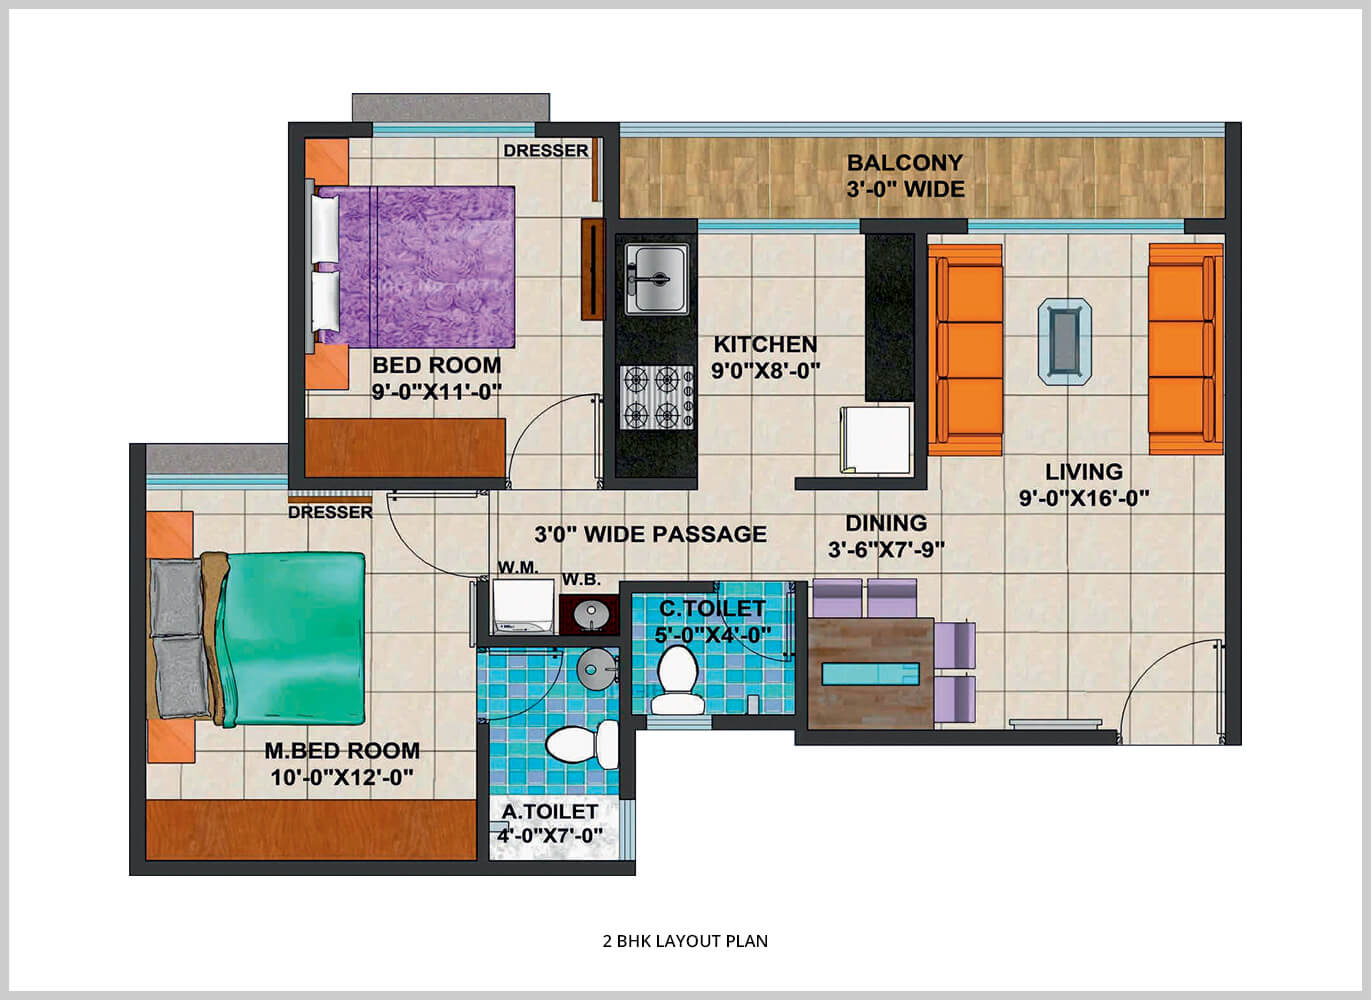 DRESSER
BALCONY
3'-0" WIDE
BED ROOM
9'-0"X11'-0"
KITCHEN
9'0"X8'-0"
LIVING
9'-0"X16'-0"
DRESSER
3'0" WIDE PASSAGE
DINING
3'-6"X7'-9"
W.M.
W.B.
C.TOILET
5'-0"X4'-0"
M.BED ROOM
10'-0"X12'-0"
A.TOILET
4'-0"X7'-0"
2 BHK LAYOUT PLAN